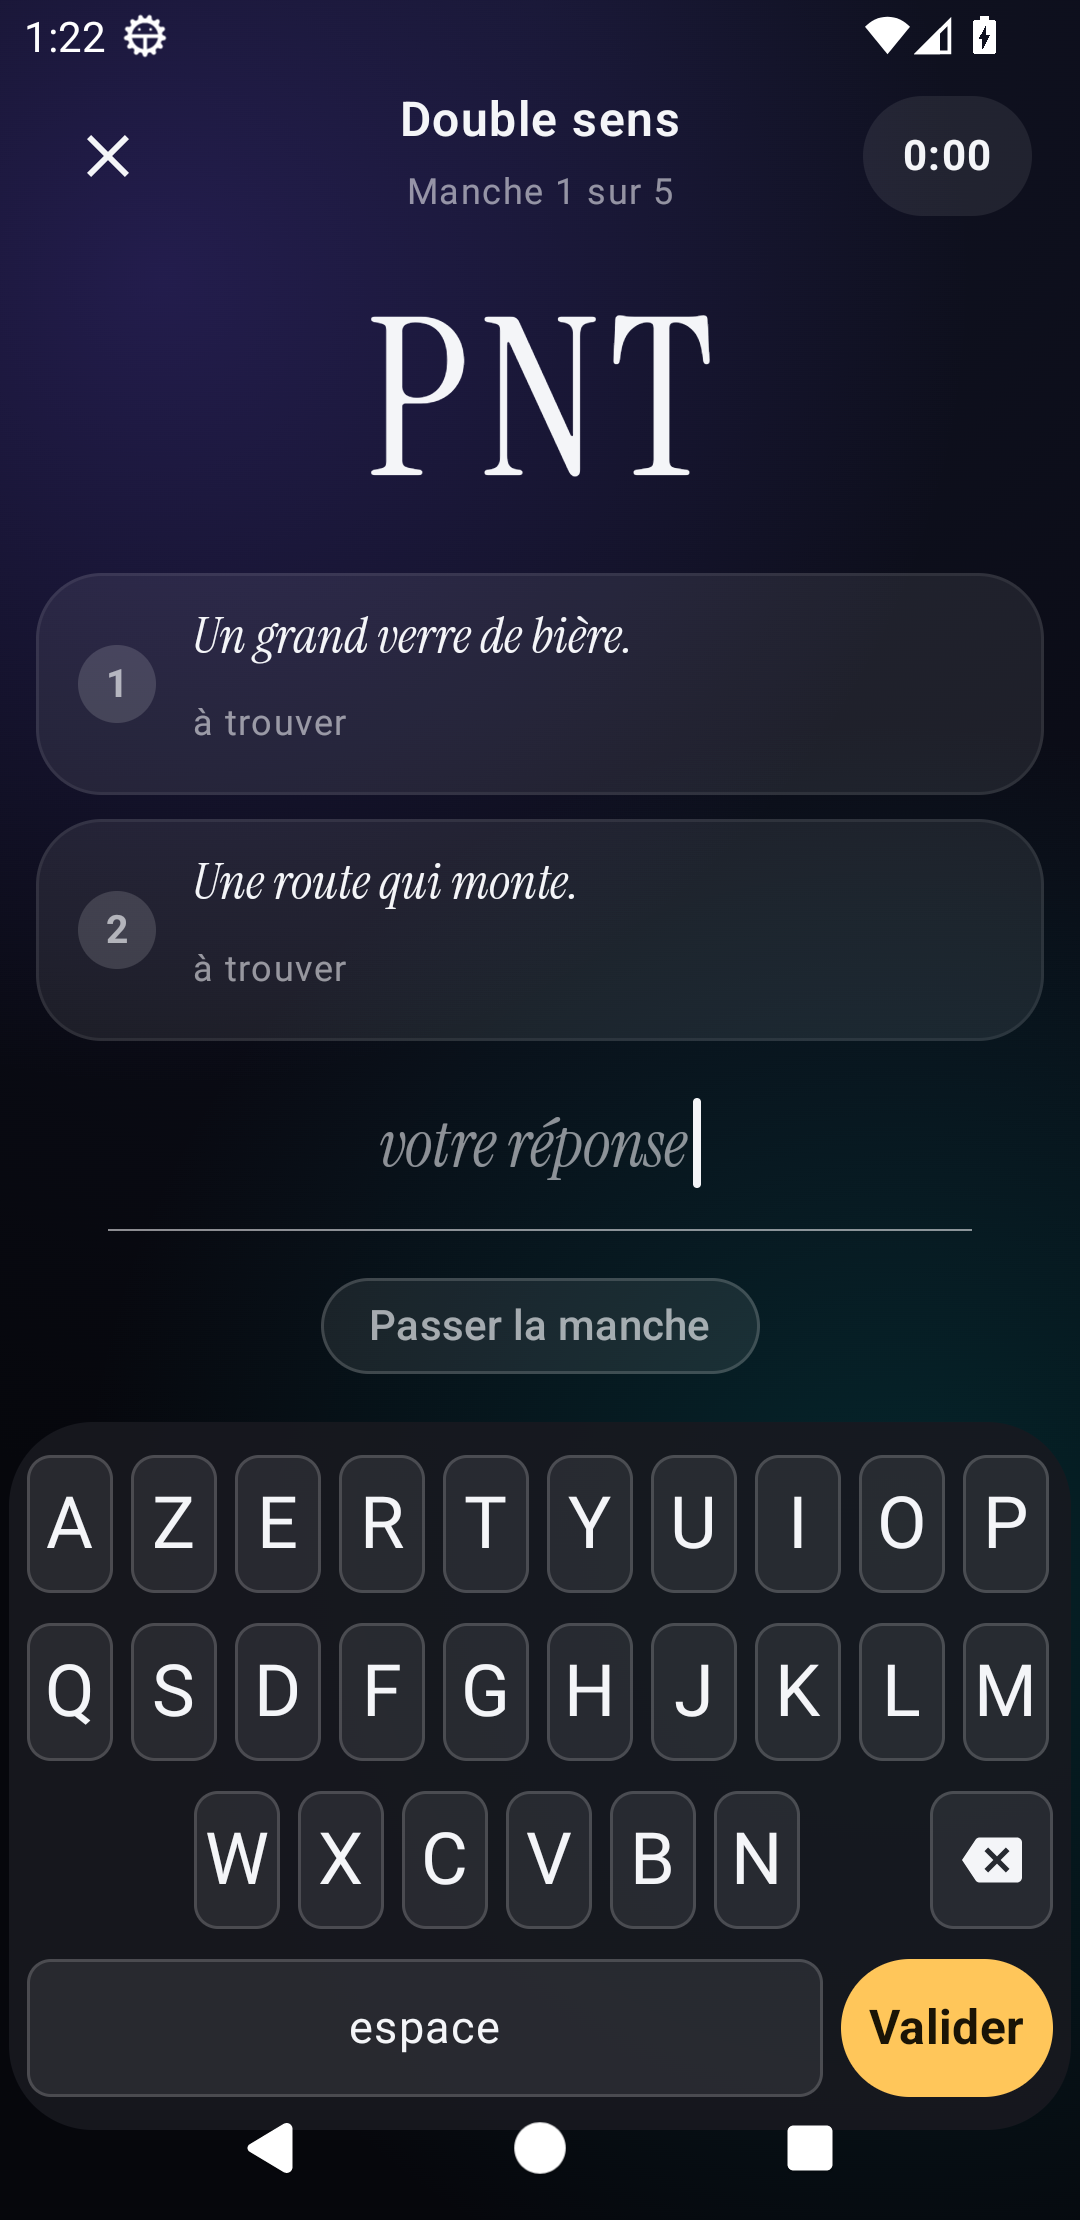 1:22
Double sens
Manche 1 sur 5
0:00
PNT
1
Un grand verre de bière.
à trouver
2
Une route qui monte.
à trouver
votre réponse
Passer la manche
A Z E R T Y U I O P
Q S D F G H J K L M
W X C V B N
espace
Valider